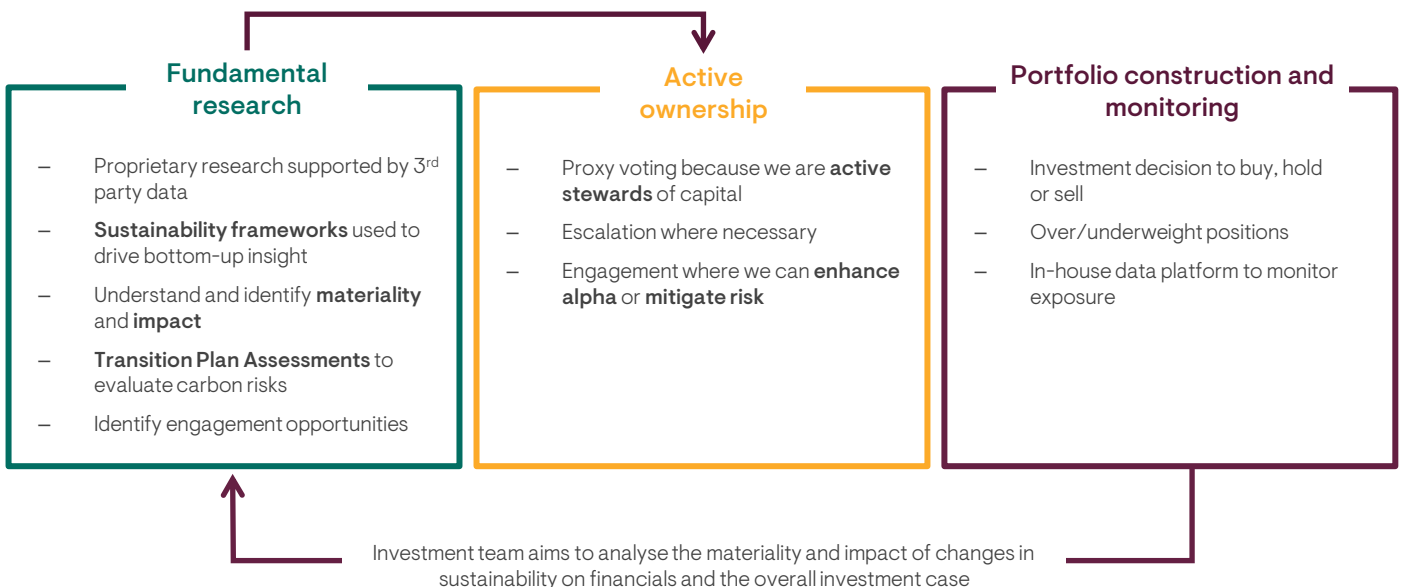 Fundamental
research
– Proprietary research supported by 3rd
party data
– Sustainability frameworks used to
drive bottom-up insight
– Understand and identify materiality
and impact
– Transition Plan Assessments to
evaluate carbon risks
– Identify engagement opportunities
Active
ownership
– Proxy voting because we are active
stewards of capital
– Escalation where necessary
– Engagement where we can enhance
alpha or mitigate risk
Portfolio construction and
monitoring
– Investment decision to buy, hold
or sell
– Over/underweight positions
– In-house data platform to monitor
exposure
Investment team aims to analyse the materiality and impact of changes in
sustainability on financials and the overall investment case